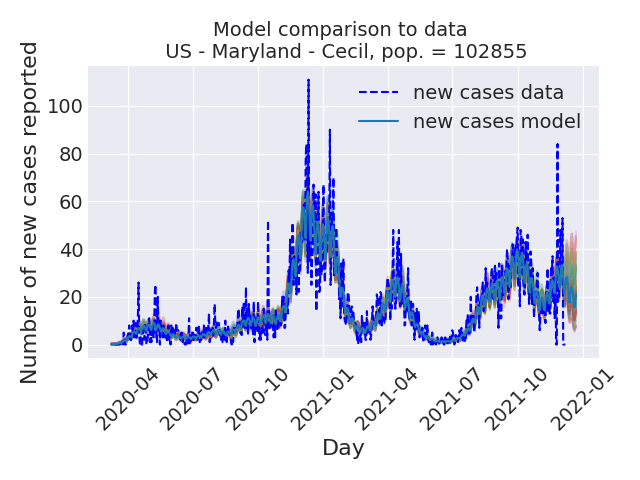 Model comparison to data
US - Maryland - Cecil, pop. = 102855
Number of new cases reported
100
80
60
40
20
0
new cases data
new cases model
2020-04
2020-07
2020-10
2021-01
2021-04
2021-07
2021-10
2022-01
Day